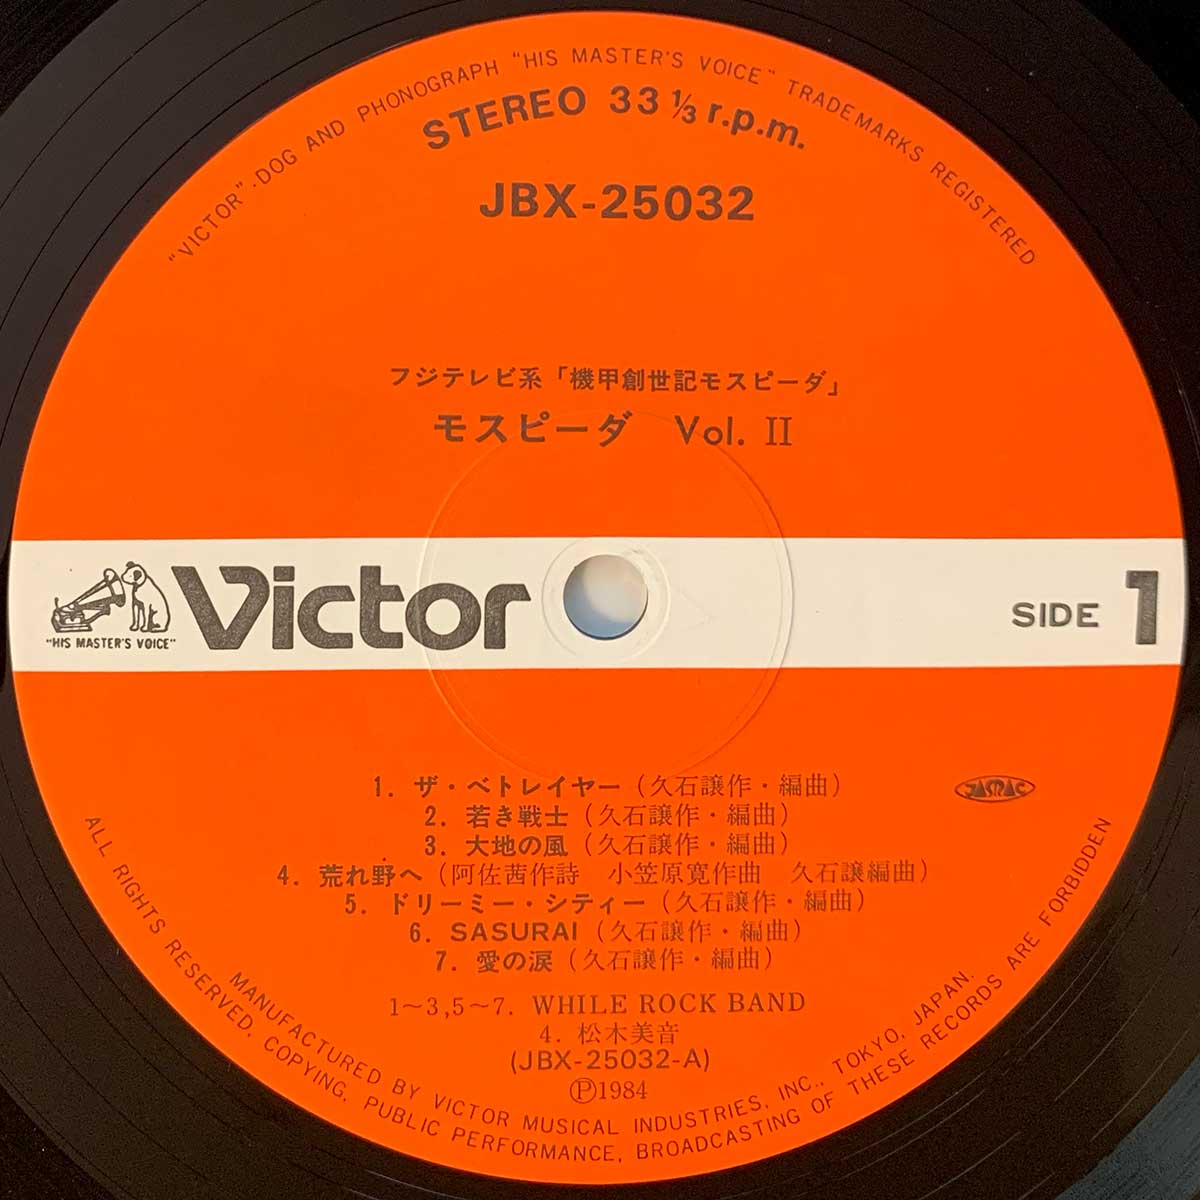 "VICTOR". DOG AND PHONOGRAPH "HIS MASTER'S VOICE" TRADEMARKS REGISTERED
STEREO 33 ⅓ r.p.m.
JBX-25032
フジテレビ系「機甲創世記モスピーダ」
モスピーダ Vol. II
Victor
"HIS MASTER'S VOICE"
SIDE 1
1. ザ・ベトレイヤー（久石譲作・編曲）
2. 若き戦士（久石譲作・編曲）
3. 大地の風（久石譲作・編曲）
4. 荒れ野へ（阿佐茜作詩 小笠原寛作曲 久石譲編曲）
5. ドリーミー・シティー（久石譲作・編曲）
6. SASURAI（久石譲作・編曲）
7. 愛の涙（久石譲作・編曲）
JASRAC
1～3,5～7. WHILE ROCK BAND
4. 松木美音
(JBX-25032-A)
Ⓟ1984
MANUFACTURED BY VICTOR MUSICAL INDUSTRIES, INC., TOKYO, JAPAN.
ALL RIGHTS RESERVED, COPYING, PUBLIC PERFORMANCE, BROADCASTING OF THESE RECORDS ARE FORBIDDEN